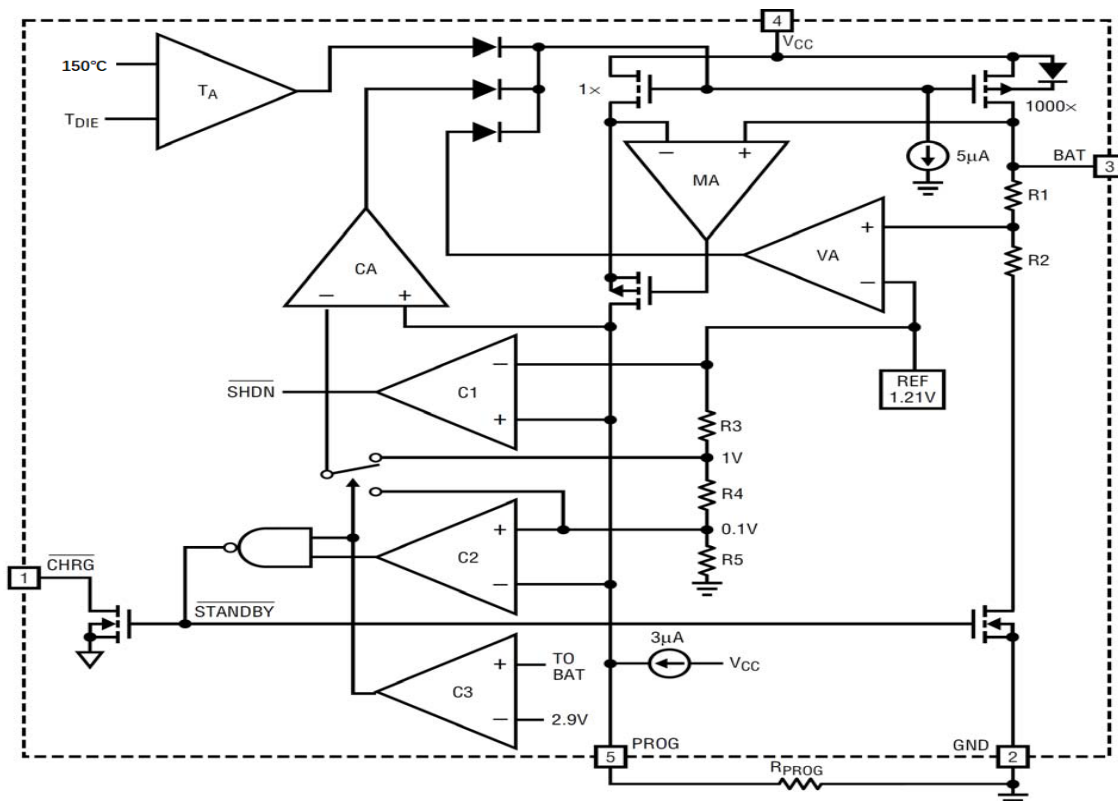 4
VCC
150°C
TA
TDIE
1×
1000×
− +
MA
5µA
BAT
3
R1
+
VA
−
R2
CA
− +
REF
1.21V
SHDN
−
C1
+
R3
1V
R4
0.1V
+
C2
−
R5
CHRG
1
STANDBY
3µA
VCC
+
TO
BAT
C3
−
2.9V
5
PROG
GND
2
RPROG